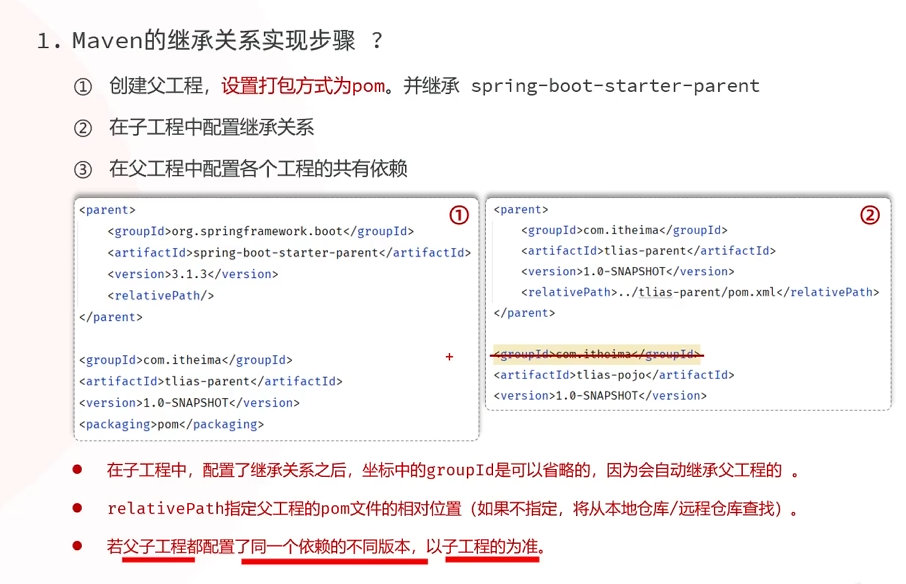 1. Maven的继承关系实现步骤 ？
① 创建父工程，设置打包方式为pom。并继承 spring-boot-starter-parent
② 在子工程中配置继承关系
③ 在父工程中配置各个工程的共有依赖
①
<parent>
<groupId>org.springframework.boot</groupId>
<artifactId>spring-boot-starter-parent</artifactId>
<version>3.1.3</version>
<relativePath/>
</parent>
<groupId>com.itheima</groupId>
<artifactId>tlias-parent</artifactId>
<version>1.0-SNAPSHOT</version>
<packaging>pom</packaging>
②
<parent>
<groupId>com.itheima</groupId>
<artifactId>tlias-parent</artifactId>
<version>1.0-SNAPSHOT</version>
<relativePath>../tlias-parent/pom.xml</relativePath>
</parent>
<groupId>com.itheima</groupId>
<artifactId>tlias-pojo</artifactId>
<version>1.0-SNAPSHOT</version>
在子工程中，配置了继承关系之后，坐标中的groupId是可以省略的，因为会自动继承父工程的 。
relativePath指定父工程的pom文件的相对位置（如果不指定，将从本地仓库/远程仓库查找）。
若父子工程都配置了同一个依赖的不同版本，以子工程的为准。